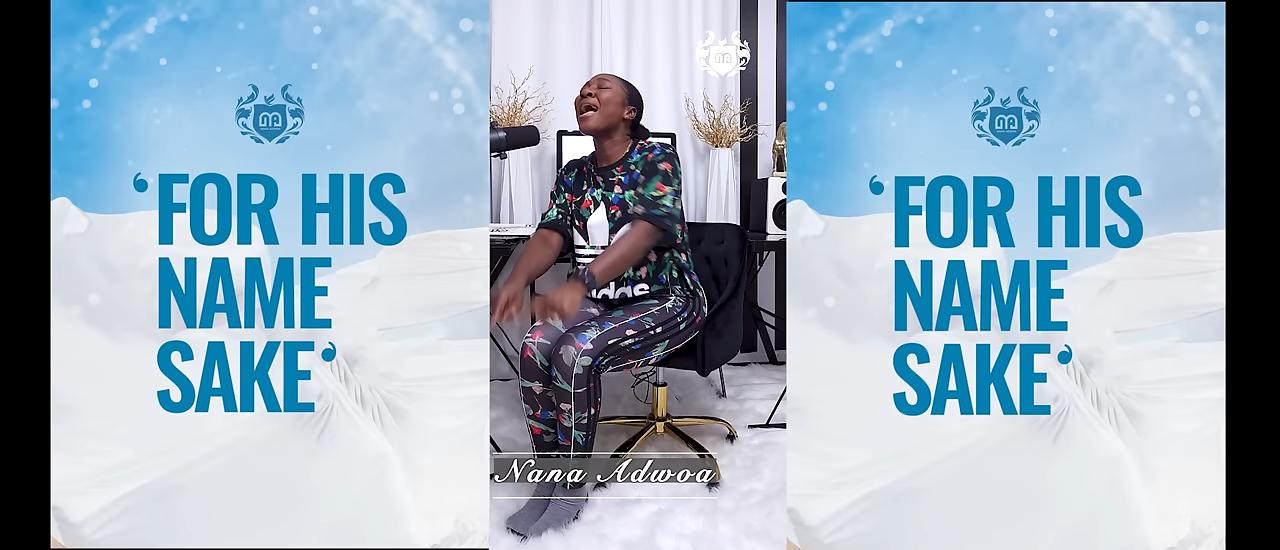 ‘FOR HIS
NAME
SAKE’
adidas
Nana Adwoa
‘FOR HIS
NAME
SAKE’